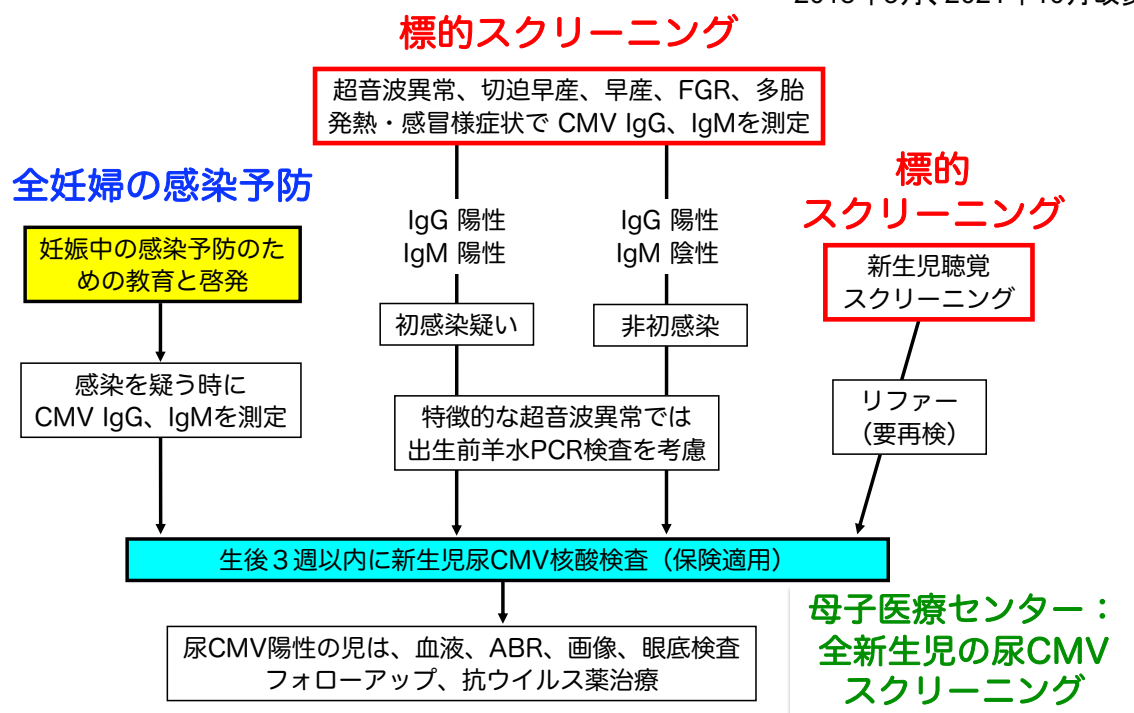 標的スクリーニング
超音波異常、切迫早産、早産、FGR、多胎
発熱・感冒様症状で CMV IgG、IgMを測定
全妊婦の感染予防
妊娠中の感染予防のた
めの教育と啓発
感染を疑う時に
CMV IgG、IgMを測定
IgG 陽性
IgM 陽性
初感染疑い
IgG 陽性
IgM 陰性
非初感染
特徴的な超音波異常では
出生前羊水PCR検査を考慮
標的
スクリーニング
新生児聴覚
スクリーニング
リファー
（要再検）
生後３週以内に新生児尿CMV核酸検査（保険適用）
尿CMV陽性の児は、血液、ABR、画像、眼底検査
フォローアップ、抗ウイルス薬治療
母子医療センター：
全新生児の尿CMV
スクリーニング